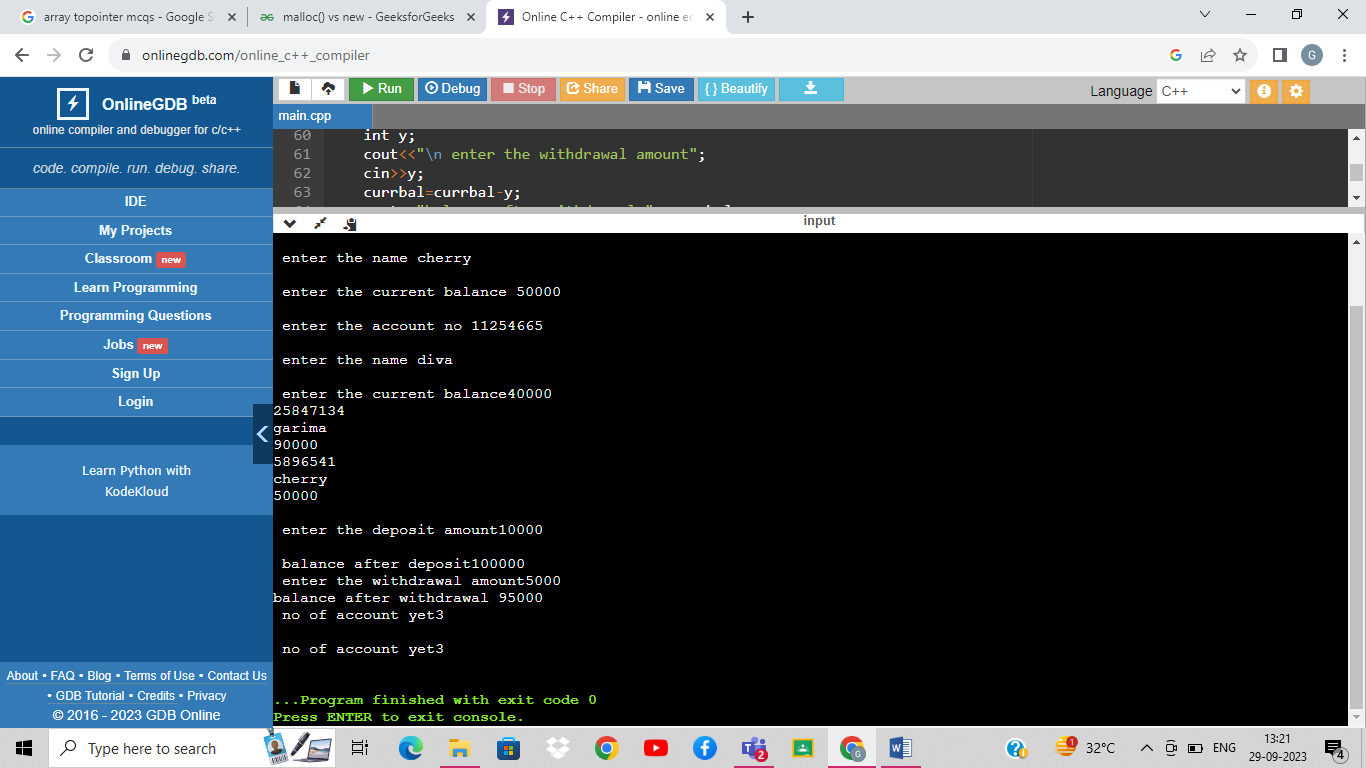 array topointer mcqs - Google S
malloc() vs new - GeeksforGeeks
Online C++ Compiler - online ed
onlinegdb.com/online_c++_compiler
G
OnlineGDB beta
online compiler and debugger for c/c++
code. compile. run. debug. share.
IDE
My Projects
Classroom new
Learn Programming
Programming Questions
Jobs new
Sign Up
Login
Learn Python with
KodeKloud
About • FAQ • Blog • Terms of Use • Contact Us
• GDB Tutorial • Credits • Privacy
© 2016 - 2023 GDB Online
Run Debug Stop Share Save { } Beautify
Language C++
main.cpp
60 int y;
61 cout<<"\n enter the withdrawal amount";
62 cin>>y;
63 currbal=currbal-y;
input
enter the name cherry
enter the current balance 50000
enter the account no 11254665
enter the name diva
enter the current balance40000
25847134
garima
90000
5896541
cherry
50000
enter the deposit amount10000
balance after deposit100000
enter the withdrawal amount5000
balance after withdrawal 95000
no of account yet3
no of account yet3
...Program finished with exit code 0
Press ENTER to exit console.
Type here to search
2
G
1
32°C
ENG
13:21
29-09-2023
4